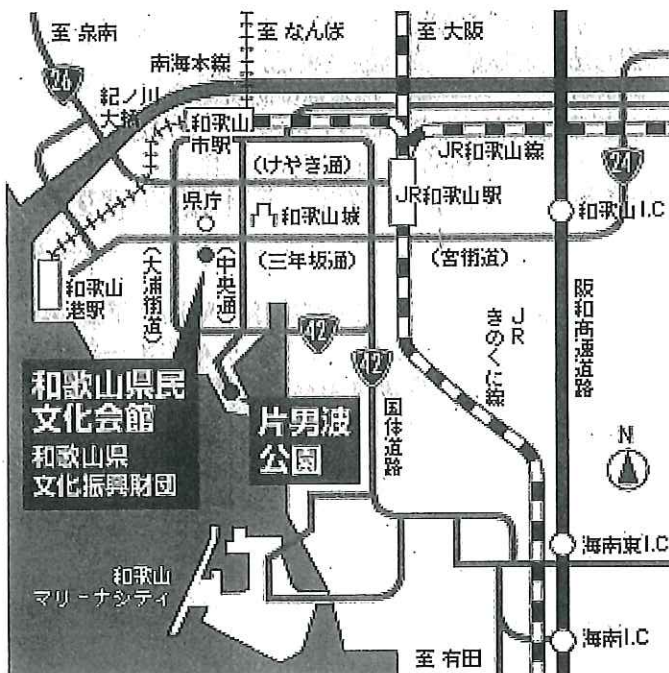 至 泉南
至 なんば
至 大阪
26
南海本線
紀ノ川
大橋
和歌山
市駅
JR和歌山線
24
(けやき通)
県庁
和歌山城
JR和歌山駅
和歌山I.C
和歌山
港駅
(大浦街道)
(中央通)
(三年坂通)
(宮街道)
阪和高速道路
JR
きのくに線
42
42
国体道路
和歌山県民
文化会館
和歌山県
文化振興財団
片男波
公園
N
和歌山
マリーナシティ
海南東I.C
海南I.C
至 有田